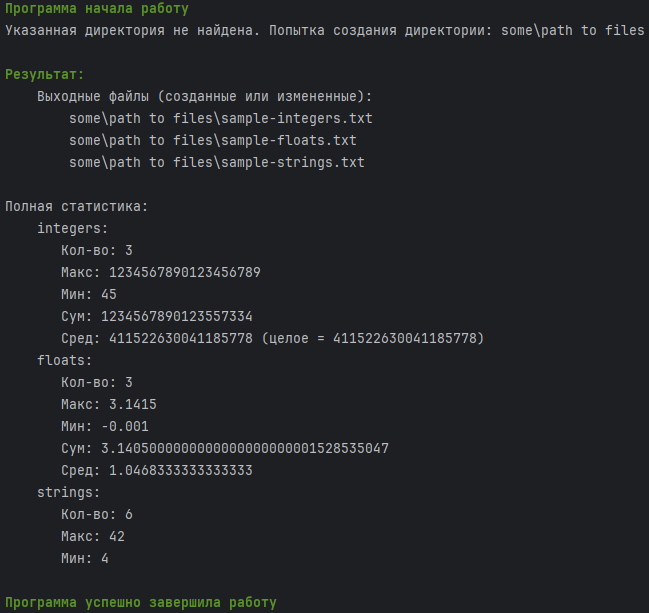 Программа начала работу
Указанная директория не найдена. Попытка создания директории: some\path to files
Результат:
Выходные файлы (созданные или измененные):
some\path to files\sample-integers.txt
some\path to files\sample-floats.txt
some\path to files\sample-strings.txt
Полная статистика:
integers:
Кол-во: 3
Макс: 1234567890123456789
Мин: 45
Сум: 1234567890123557334
Сред: 411522630041185778 (целое = 411522630041185778)
floats:
Кол-во: 3
Макс: 3.1415
Мин: -0.001
Сум: 3.1405000000000000000000001528535047
Сред: 1.0468333333333333
strings:
Кол-во: 6
Макс: 42
Мин: 4
Программа успешно завершила работу